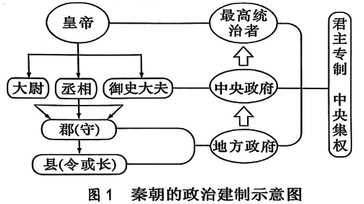 皇帝
最高统
治者
大尉
丞相
御史大夫
中央政府
郡(守)
地方政府
县(令或长)
君主专制 中央集权
图1 秦朝的政治建制示意图